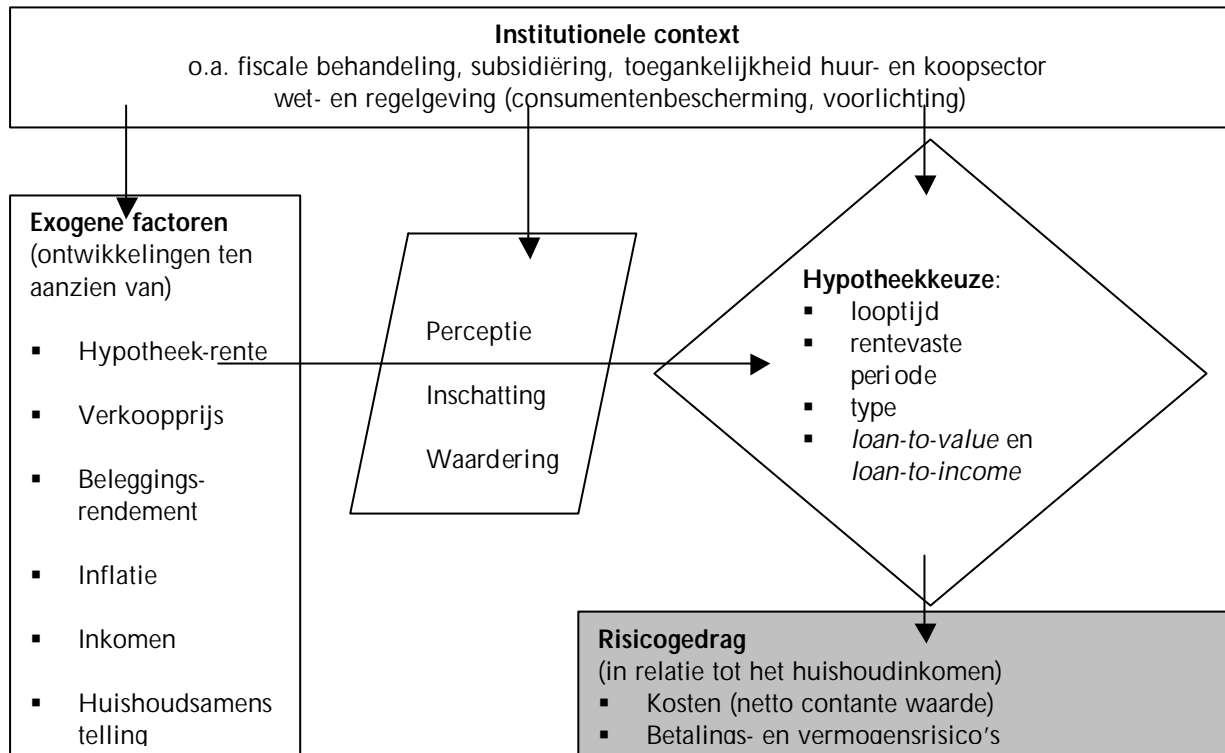 Institutionele context
o.a. fiscale behandeling, subsidiëring, toegankelijkheid huur- en koopsector
wet- en regelgeving (consumentenbescherming, voorlichting)
Exogene factoren
(ontwikkelingen ten
aanzien van)
▪ Hypotheek-rente
▪ Verkoopprijs
▪ Beleggings-
rendement
▪ Inflatie
▪ Inkomen
▪ Huishoudsamens
telling
Perceptie
Inschatting
Waardering
Hypotheekkeuze:
▪ looptijd
▪ rentevaste
periode
▪ type
▪ loan-to-value en
loan-to-income
Risicogedrag
(in relatie tot het huishoudinkomen)
▪ Kosten (netto contante waarde)
▪ Betalings- en vermogensrisico's